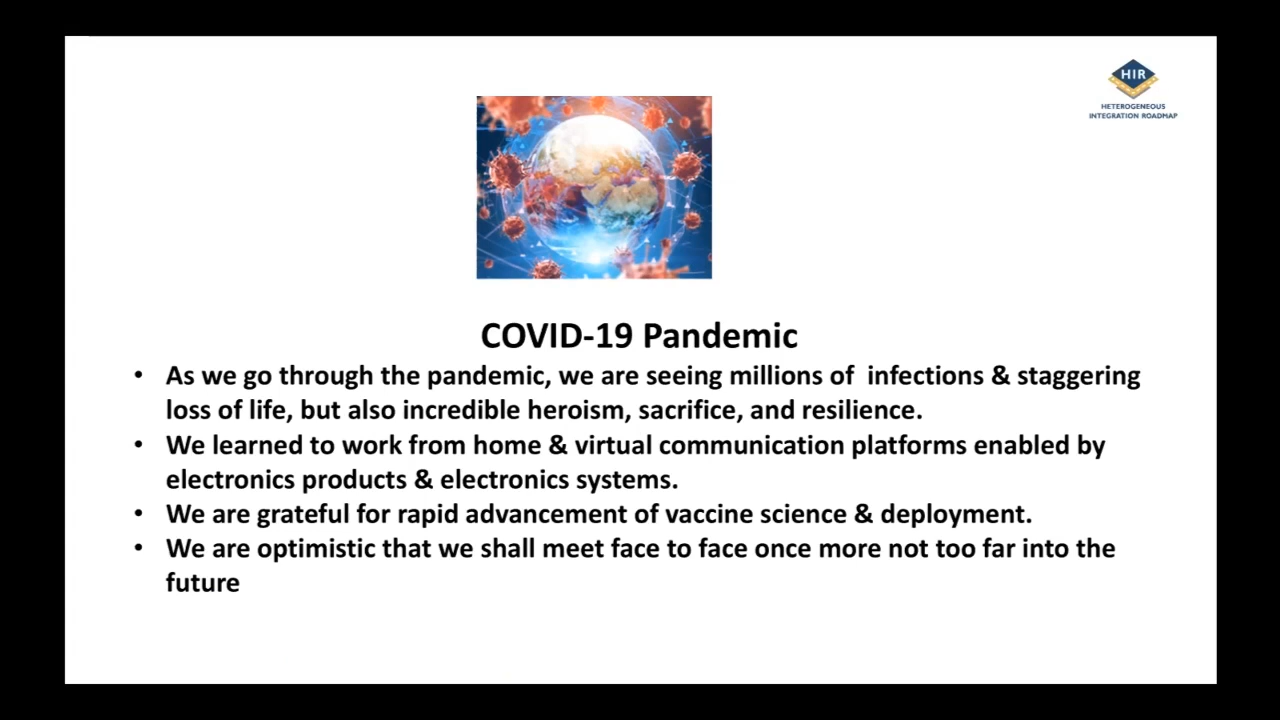 HIR
HETEROGENEOUS
INTEGRATION ROADMAP
COVID-19 Pandemic
• As we go through the pandemic, we are seeing millions of  infections & staggering
loss of life, but also incredible heroism, sacrifice, and resilience.
• We learned to work from home & virtual communication platforms enabled by
electronics products & electronics systems.
• We are grateful for rapid advancement of vaccine science & deployment.
• We are optimistic that we shall meet face to face once more not too far into the
future